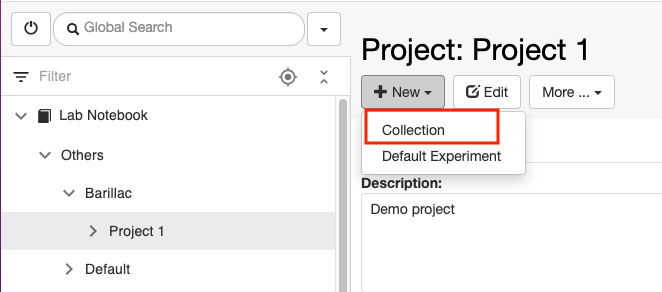 Global Search
Filter
Lab Notebook
Others
Barillac
Project 1
Default
Project: Project 1
New
Edit
More ...
Collection
Default Experiment
Description:
Demo project